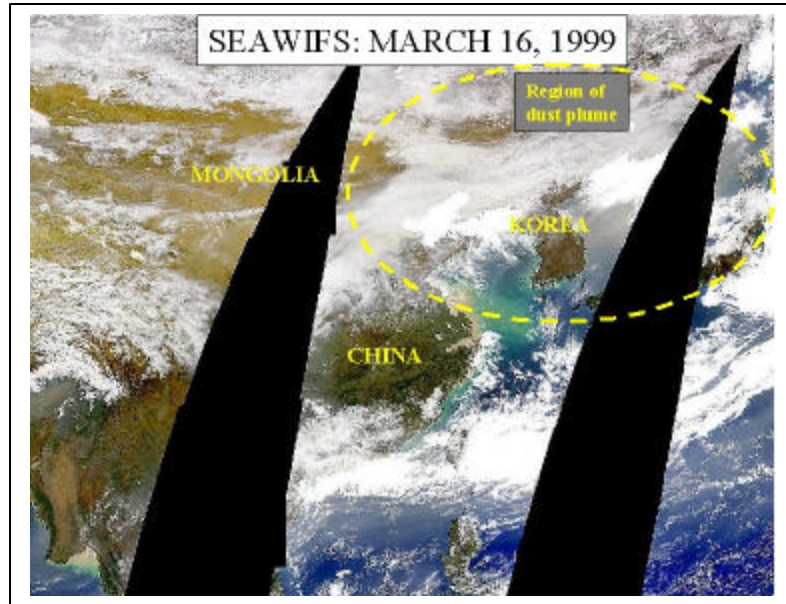 SEAWIFS: MARCH 16, 1999
Region of
dust plume
MONGOLIA
KOREA
CHINA